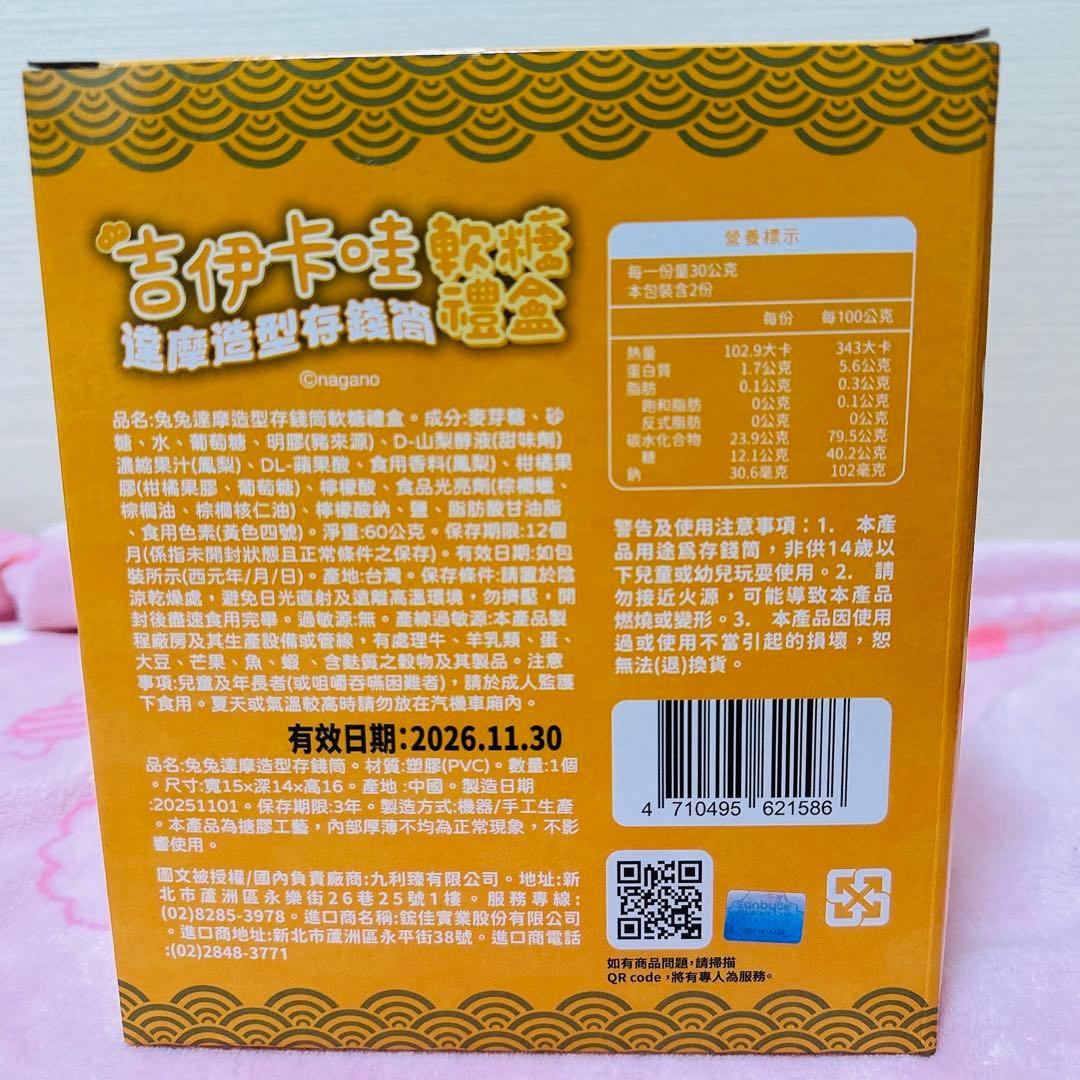 吉伊卡哇軟糖
達摩造型存錢筒禮盒
©nagano
品名:兔兔達摩造型存錢筒軟糖禮盒。成分:麥芽糖、砂
糖、水、葡萄糖、明膠(豬來源)、D-山梨醇液(甜味劑)
濃縮果汁(鳳梨)、DL-蘋果酸、食用香料(鳳梨)、柑橘果
膠(柑橘果膠、葡萄糖)、檸檬酸、食品光亮劑(棕櫚蠟、
棕櫚油、棕櫚核仁油)、檸檬酸鈉、鹽、脂肪酸甘油脂
、食用色素(黃色四號)。淨重:60公克。保存期限:12個
月(係指未開封狀態且正常條件之保存)。有效日期:如包
裝所示(西元年/月/日)。產地:台灣。保存條件:請置於陰
涼乾燥處，避免日光直射及遠離高溫環境，勿擠壓，開
封後盡速食用完畢。過敏源:無。產線過敏源:本產品製
程廠房及其生產設備或管線，有處理牛、羊乳類、蛋、
大豆、芒果、魚、蝦、含麩質之穀物及其製品。注意
事項:兒童及年長者(或咀嚼吞嚥困難者)，請於成人監護
下食用。夏天或氣溫較高時請勿放在汽機車廂內。
有效日期:2026.11.30
品名:兔兔達摩造型存錢筒。材質:塑膠(PVC)。數量:1個
。尺寸:寬15×深14×高16。產地:中國。製造日期
:20251101。保存期限:3年。製造方式:機器/手工生產
。本產品為搪膠工藝，內部厚薄不均為正常現象，不影
響使用。
圖文被授權/國內負責廠商:九利臻有限公司。地址:新
北市蘆洲區永樂街26巷25號1樓。服務專線:
(02)8285-3978。進口商名稱:鋐佳實業股份有限公司
。進口商地址:新北市蘆洲區永平街38號。進口商電話
:(02)2848-3771
營養標示
每一份量30公克
本包裝含2份
每份 每100公克
熱量 102.9大卡 343大卡
蛋白質 1.7公克 5.6公克
脂肪 0.1公克 0.3公克
飽和脂肪 0公克 0.1公克
反式脂肪 0公克 0公克
碳水化合物 23.9公克 79.5公克
糖 12.1公克 40.2公克
鈉 30.6毫克 102毫克
警告及使用注意事項：1. 本產
品用途為存錢筒，非供14歲以
下兒童或幼兒玩耍使用。2. 請
勿接近火源，可能導致本產品
燃燒或變形。3. 本產品因使用
過或使用不當引起的損壞，恕
無法(退)換貨。
4 710495 621586
如有商品問題，請掃描
QR code，將有專人為服務。